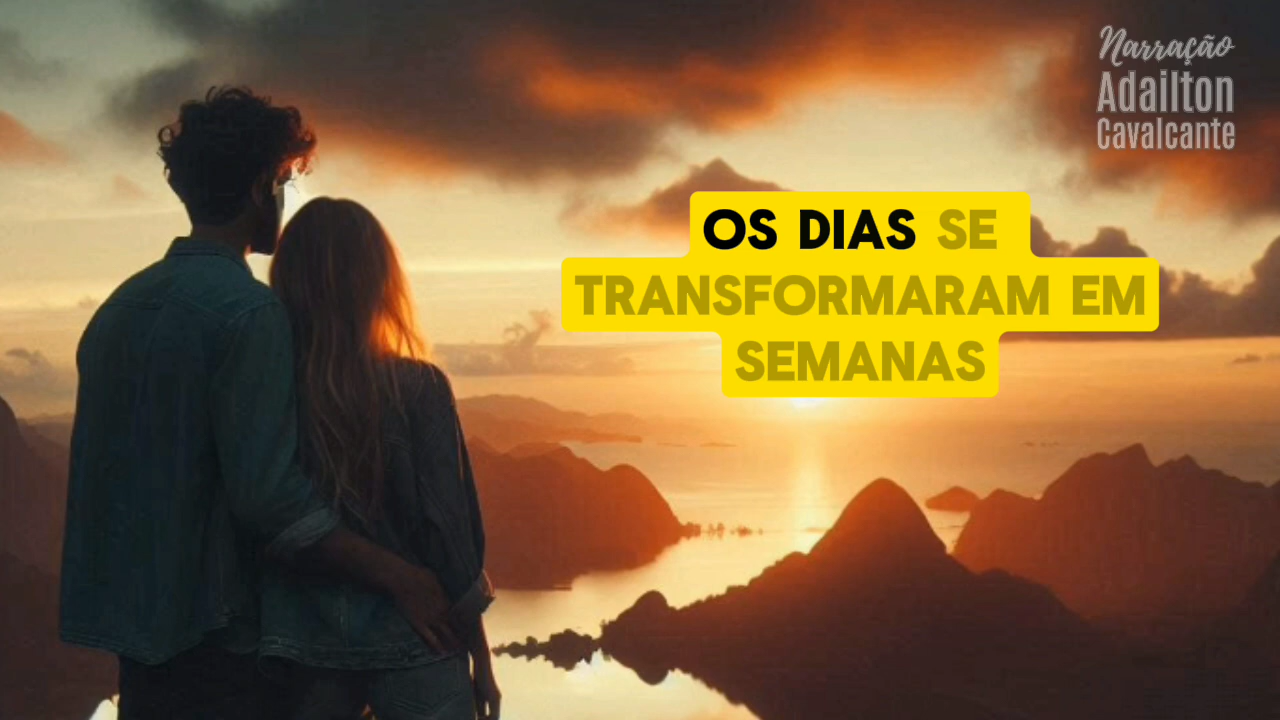 Narração
Adailton
Cavalcante
OS DIAS SE
TRANSFORMARAM EM
SEMANAS